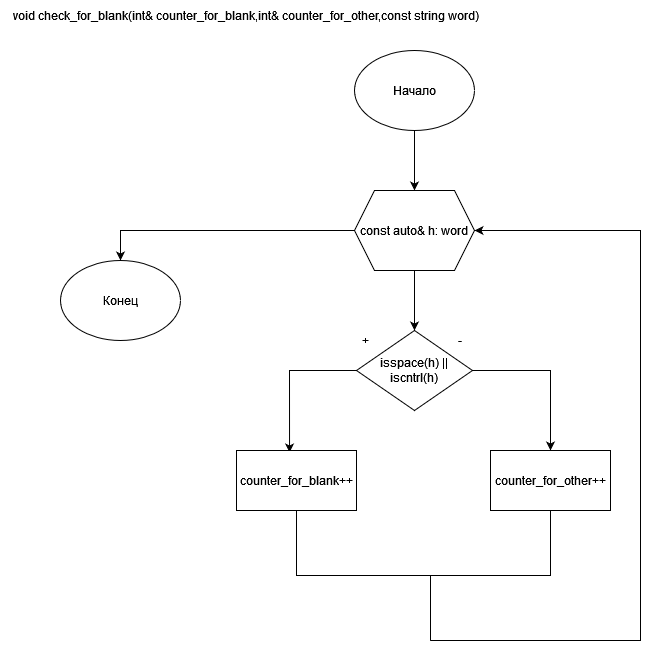 void check_for_blank(int& counter_for_blank,int& counter_for_other,const string word)
Начало
const auto& h: word
Конец
+
-
isspace(h) ||
iscntrl(h)
counter_for_blank++
counter_for_other++